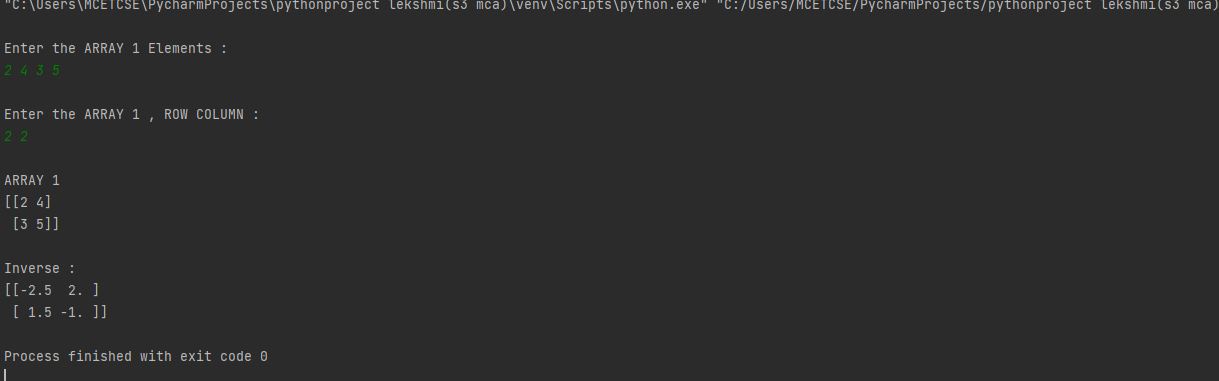 "C:\Users\MCETCSE\PycharmProjects\pythonproject lekshmi(s3 mca)\venv\Scripts\python.exe" "C:/Users/MCETCSE/PycharmProjects/pythonproject lekshmi(s3 mca)
Enter the ARRAY 1 Elements :
2 4 3 5
Enter the ARRAY 1 , ROW COLUMN :
2 2
ARRAY 1
[[2 4]
 [3 5]]
Inverse :
[[-2.5  2. ]
 [ 1.5 -1. ]]
Process finished with exit code 0